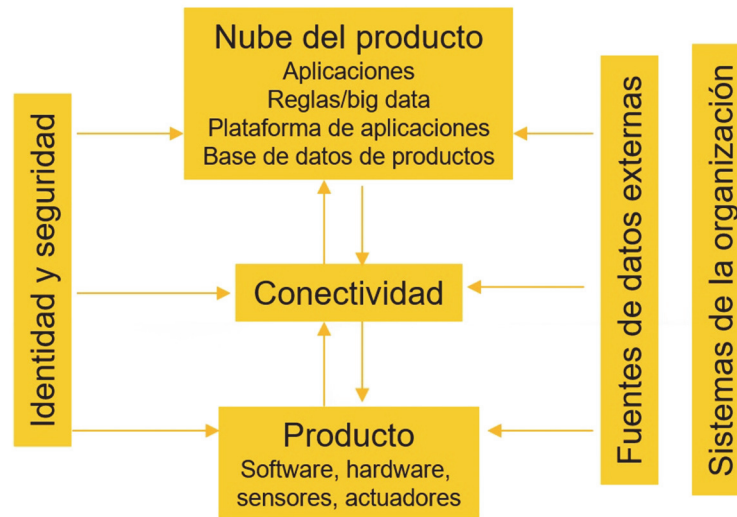 Nube del producto
Aplicaciones
Reglas/big data
Plataforma de aplicaciones
Base de datos de productos
Identidad y seguridad
Conectividad
Producto
Software, hardware,
sensores, actuadores
Fuentes de datos externas
Sistemas de la organización